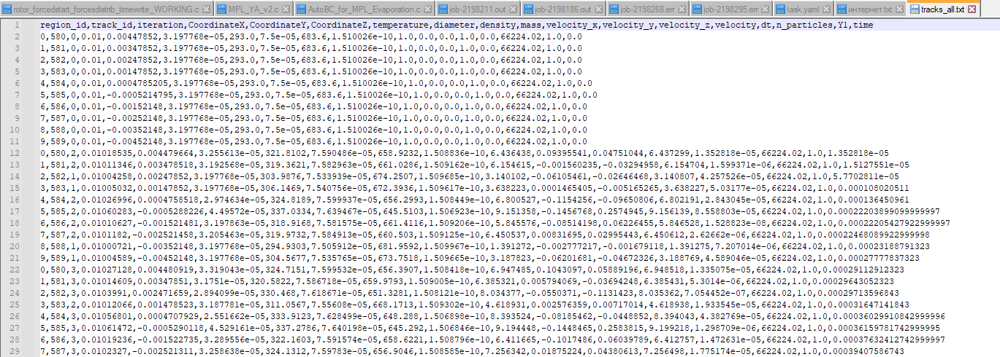 rotor_forcedstart_forcesdistrib_timewrite_WORKING.c MPL_YA_v2.c AutoBC_for_MPL_Evaporation.c job-2198211.out job-2198186.out job-2198268.err job-2198295.err task.yaml интернет.txt tracks_all.txt
1 region_id,track_id,iteration,CoordinateX,CoordinateY,CoordinateZ,temperature,diameter,density,mass,velocity_x,velocity_y,velocity_z,velocity,dt,n_particles,Y1,time
2 0,580,0,0.01,0.00447852,3.197768e-05,293.0,7.5e-05,683.6,1.510026e-10,1.0,0.0,0.0,1.0,0.0,66224.02,1.0,0.0
3 1,581,0,0.01,0.00347852,3.197768e-05,293.0,7.5e-05,683.6,1.510026e-10,1.0,0.0,0.0,1.0,0.0,66224.02,1.0,0.0
4 2,582,0,0.01,0.00247852,3.197768e-05,293.0,7.5e-05,683.6,1.510026e-10,1.0,0.0,0.0,1.0,0.0,66224.02,1.0,0.0
5 3,583,0,0.01,0.00147852,3.197768e-05,293.0,7.5e-05,683.6,1.510026e-10,1.0,0.0,0.0,1.0,0.0,66224.02,1.0,0.0
6 4,584,0,0.01,0.0004785205,3.197768e-05,293.0,7.5e-05,683.6,1.510026e-10,1.0,0.0,0.0,1.0,0.0,66224.02,1.0,0.0
7 5,585,0,0.01,-0.0005214795,3.197768e-05,293.0,7.5e-05,683.6,1.510026e-10,1.0,0.0,0.0,1.0,0.0,66224.02,1.0,0.0
8 6,586,0,0.01,-0.00152148,3.197768e-05,293.0,7.5e-05,683.6,1.510026e-10,1.0,0.0,0.0,1.0,0.0,66224.02,1.0,0.0
9 7,587,0,0.01,-0.00252148,3.197768e-05,293.0,7.5e-05,683.6,1.510026e-10,1.0,0.0,0.0,1.0,0.0,66224.02,1.0,0.0
10 8,588,0,0.01,-0.00352148,3.197768e-05,293.0,7.5e-05,683.6,1.510026e-10,1.0,0.0,0.0,1.0,0.0,66224.02,1.0,0.0
11 9,589,0,0.01,-0.00452148,3.197768e-05,293.0,7.5e-05,683.6,1.510026e-10,1.0,0.0,0.0,1.0,0.0,66224.02,1.0,0.0
12 0,580,2,0.01018535,0.004479664,3.255613e-05,321.8102,7.590486e-05,658.9232,1.508836e-10,6.436438,0.09395541,0.04751044,6.437299,1.352818e-05,66224.02,1.0,1.352818e-05
13 1,581,2,0.01011346,0.003478518,3.192568e-05,319.3621,7.582963e-05,661.0286,1.509162e-10,6.154615,-0.001560235,-0.03294958,6.154704,1.599371e-06,66224.02,1.0,1.5127551e-05
14 2,582,1,0.01004258,0.00247852,3.197768e-05,303.9876,7.533939e-05,674.2507,1.509685e-10,3.140102,-0.06105461,-0.02646468,3.140807,4.257526e-05,66224.02,1.0,5.7702811e-05
15 3,583,1,0.01005032,0.00147852,3.197768e-05,306.1469,7.540756e-05,672.3936,1.509617e-10,3.638223,0.0001465405,-0.005165265,3.638227,5.03177e-05,66224.02,1.0,0.000108020511
16 4,584,2,0.01026996,0.0004758518,2.974634e-05,324.8189,7.599937e-05,656.2993,1.508449e-10,6.800527,-0.1154256,-0.09650806,6.802191,2.843045e-05,66224.02,1.0,0.000136450961
17 5,585,2,0.01060283,-0.0005288226,4.49572e-05,337.0334,7.639467e-05,645.5103,1.506923e-10,9.151358,-0.1456768,0.2574945,9.156139,8.558803e-05,66224.02,1.0,0.00022203899099999997
18 6,586,2,0.0110627,-0.001521481,3.197863e-05,318.9168,7.581575e-05,661.4116,1.509206e-10,5.845576,-0.08514198,0.06226455,5.846528,1.528823e-08,66224.02,1.0,0.00022205427922999997
19 7,587,2,0.0101182,-0.002521458,3.205463e-05,319.9732,7.584913e-05,660.503,1.509125e-10,6.450537,0.00831695,0.02995443,6.450612,2.62662e-06,66224.02,1.0,0.00022468089922999998
20 8,588,1,0.01000721,-0.00352148,3.197768e-05,294.9303,7.505912e-05,681.9592,1.509967e-10,1.391272,-0.002777217,-0.001679118,1.391275,7.207014e-06,66224.02,1.0,0.00023188791323
21 9,589,1,0.01004589,-0.00452148,3.197768e-05,304.5677,7.535765e-05,673.7518,1.509665e-10,3.187823,-0.06201681,-0.04672326,3.188769,4.589046e-05,66224.02,1.0,0.00027777837323
22 0,580,3,0.01027128,0.00448091​9,3.319043e-05,324.7151,7.599532e-05,656.3907,1.508418e-10,6.947485,0.1043097,0.05889196,6.948518,1.335075e-05,66224.02,1.0,0.00029112912323
23 1,581,3,0.01014609,0.00347851,3.1751e-05,320.5822,7.586718e-05,659.9793,1.509005e-10,6.385321,0.005794069,-0.03694248,6.385431,5.3014e-06,66224.02,1.0,0.00029643052323
24 2,582,3,0.0103991,0.002471659,2.894099e-05,330.468,7.618671e-05,651.3281,1.508121e-10,8.034377,-0.0550371,-0.1131423,8.035362,7.054452e-07,66224.02,1.0,0.00029713596843
25 3,583,2,0.01012066,0.001478523,3.187781e-05,311.0567,7.55608e-05,668.1713,1.509302e-10,4.618931,0.002576359,0.00717014,4.618938,1.933545e-05,66224.02,1.0,0.00031647141843
26 4,584,3,0.01056801,0.0004707929,2.551662e-05,333.9123,7.628499e-05,648.288,1.506898e-10,8.393524,-0.08185462,-0.0448852,8.394043,4.382769e-05,66224.02,1.0,0.00036029910842999996
27 5,585,3,0.01061472,-0.0005290118,4.529161e-05,337.2786,7.640198e-05,645.292,1.506846e-10,9.194448,-0.1448465,0.2583815,9.199218,1.298709e-06,66224.02,1.0,0.00036159781742999995
28 6,586,3,0.01019236,-0.001522735,3.289556e-05,322.1603,7.591574e-05,658.6221,1.508796e-10,6.411665,-0.1017486,0.06039789,6.412757,1.472631e-05,66224.02,1.0,0.00037632412742999997
29 7,587,3,0.0102327,-0.002521311,3.258638e-05,324.1312,7.59783e-05,656.9046,1.508585e-10,7.256342,0.01875224,0.04380613,7.256498,1.775174e-05,66224.02,1.0,0.00039407586743